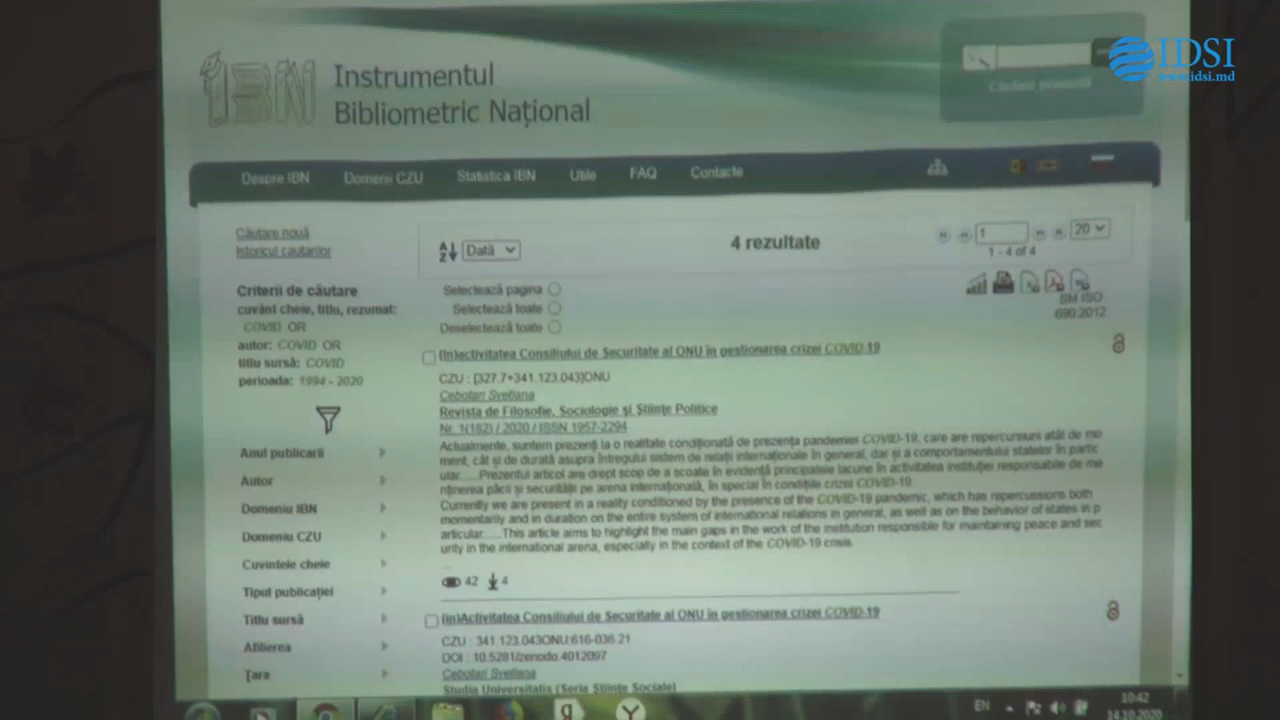 IDSI
www.idsi.md
IBN
Instrumentul
Bibliometric Național
Despre IBN
Domenii CZU
Statistica IBN
Utile
FAQ
Contacte
Căutare nouă
Istoricul cautarilor
Criterii de căutare
cuvânt cheie, titlu, rezumat:
COVID OR
autor: COVID OR
titlu sursă: COVID
perioada: 1994 - 2020
Anul publicarii
Autor
Domeniu IBN
Domeniu CZU
Cuvintele cheie
Tipul publicației
Titlu sursă
Afilierea
Țara
Dată
4 rezultate
1
20
1 - 4 of 4
Selectează pagina
Selectează toate
Deselectează toate
SM ISO
690:2012
(In)activitatea Consiliului de Securitate al ONU în gestionarea crizei COVID-19
CZU : [327.7+341.123.043]ONU
Cebotari Svetlana
Revista de Filosofie, Sociologie și Științe Politice
Nr. 1(182) / 2020 / ISSN 1957-2294
Actualmente, suntem prezenți la o realitate condiționată de prezența pandemiei COVID-19, care are repercursiuni atât de mo
ment, cât și de durată asupra întregului sistem de relații internaționale în general, dar și a comportamentului statelor în partic
ular. ....Prezentul articol are drept scop de a scoate în evidență principalele lacune în activitatea instituției responsabile de me
nținerea păcii și securității pe arena internațională, în special în condițiile crizei COVID-19
Currently we are present in a reality conditioned by the presence of the COVID-19 pandemic, which has repercussions both
momentarily and in duration on the entire system of international relations in general, as well as on the behavior of states in p
articular......This article aims to highlight the main gaps in the work of the institution responsible for maintaining peace and sec
urity in the international arena, especially in the context of the COVID-19 crisis.
42
4
(in)Activitatea Consiliului de Securitate al ONU în gestionarea crizei COVID-19
CZU : 341.123.043ONU:616-036.21
DOI : 10.5281/zenodo.4012097
Cebotari Svetlana
Studia Universitatis (Seria Științe Sociale)
EN
10:42
14.10.2020